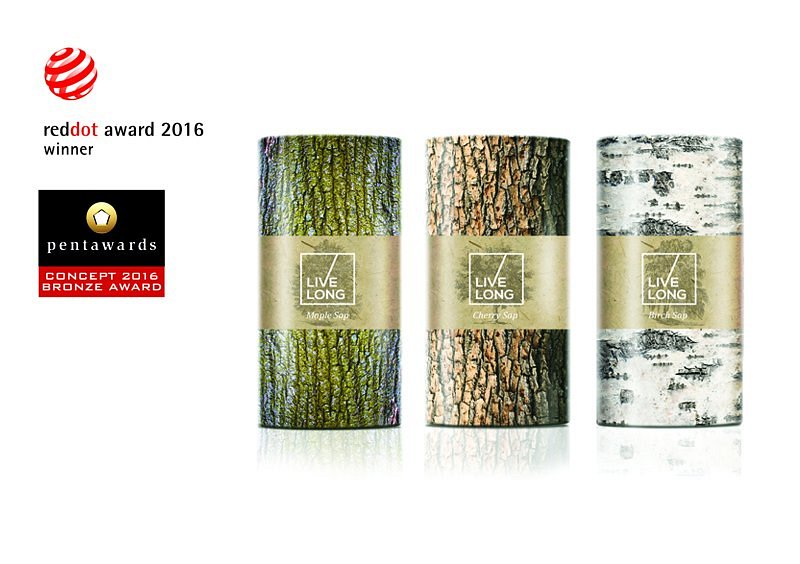 reddot award 2016
winner
pentawards
CONCEPT 2016
BRONZE AWARD
LIVE
LONG
Maple Sap
LIVE
LONG
Cherry Sap
LIVE
LONG
Birch Sap